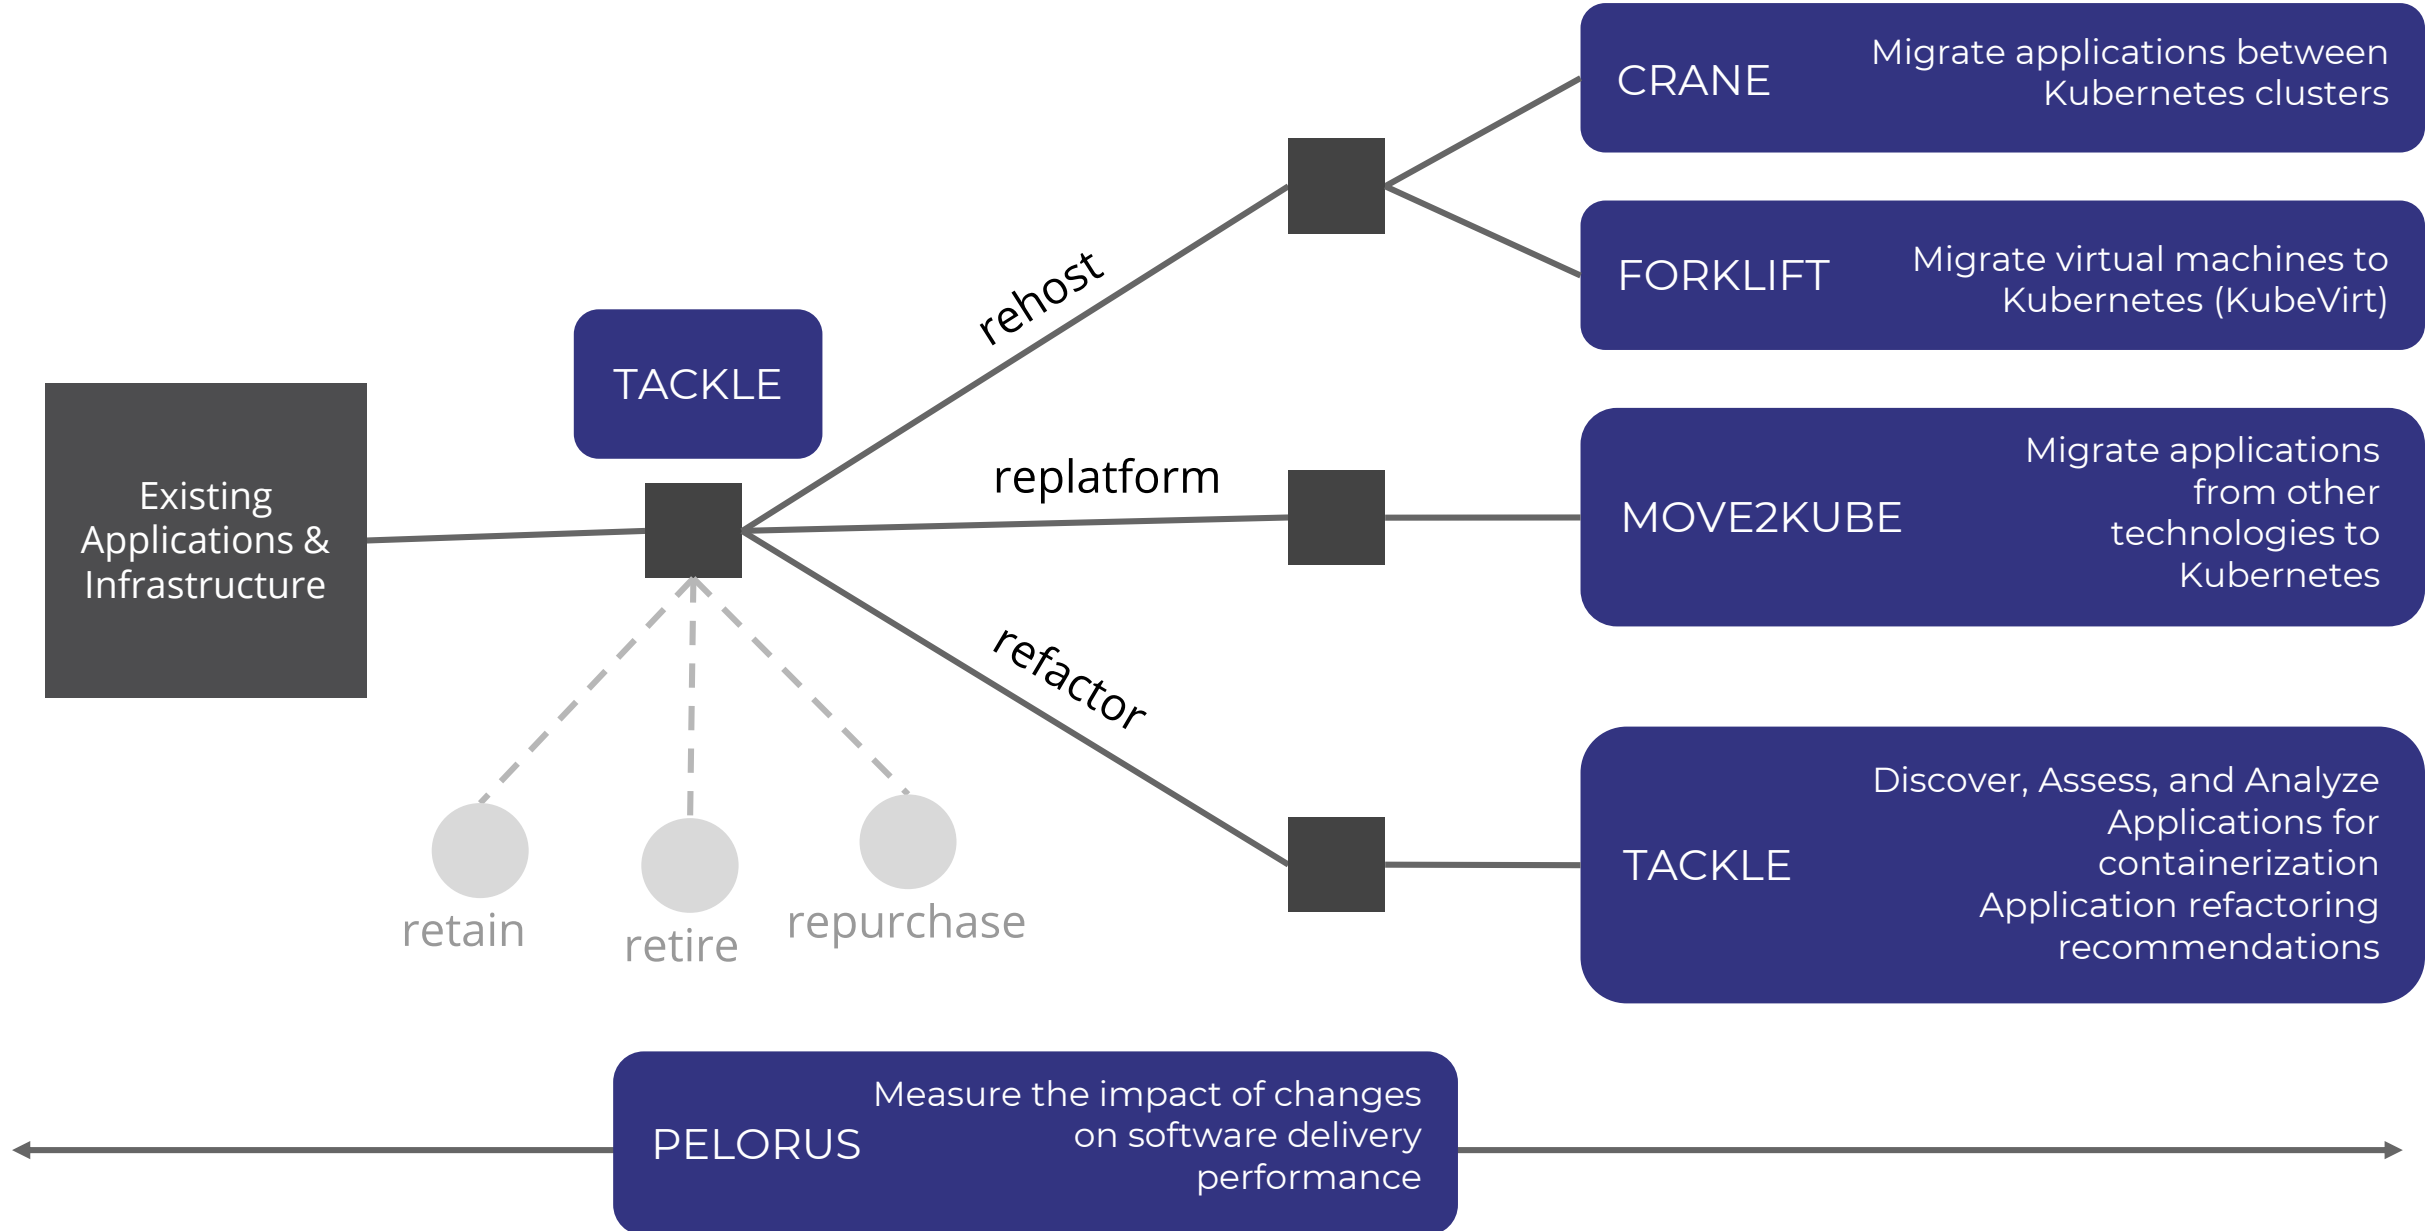 CRANE
Migrate applications between
Kubernetes clusters
FORKLIFT
Migrate virtual machines to
Kubernetes (KubeVirt)
rehost
TACKLE
Existing
Applications &
Infrastructure
replatform
MOVE2KUBE
Migrate applications
from other
technologies to
Kubernetes
refactor
TACKLE
Discover, Assess, and Analyze
Applications for
containerization
Application refactoring
recommendations
retain
retire
repurchase
PELORUS
Measure the impact of changes
on software delivery
performance